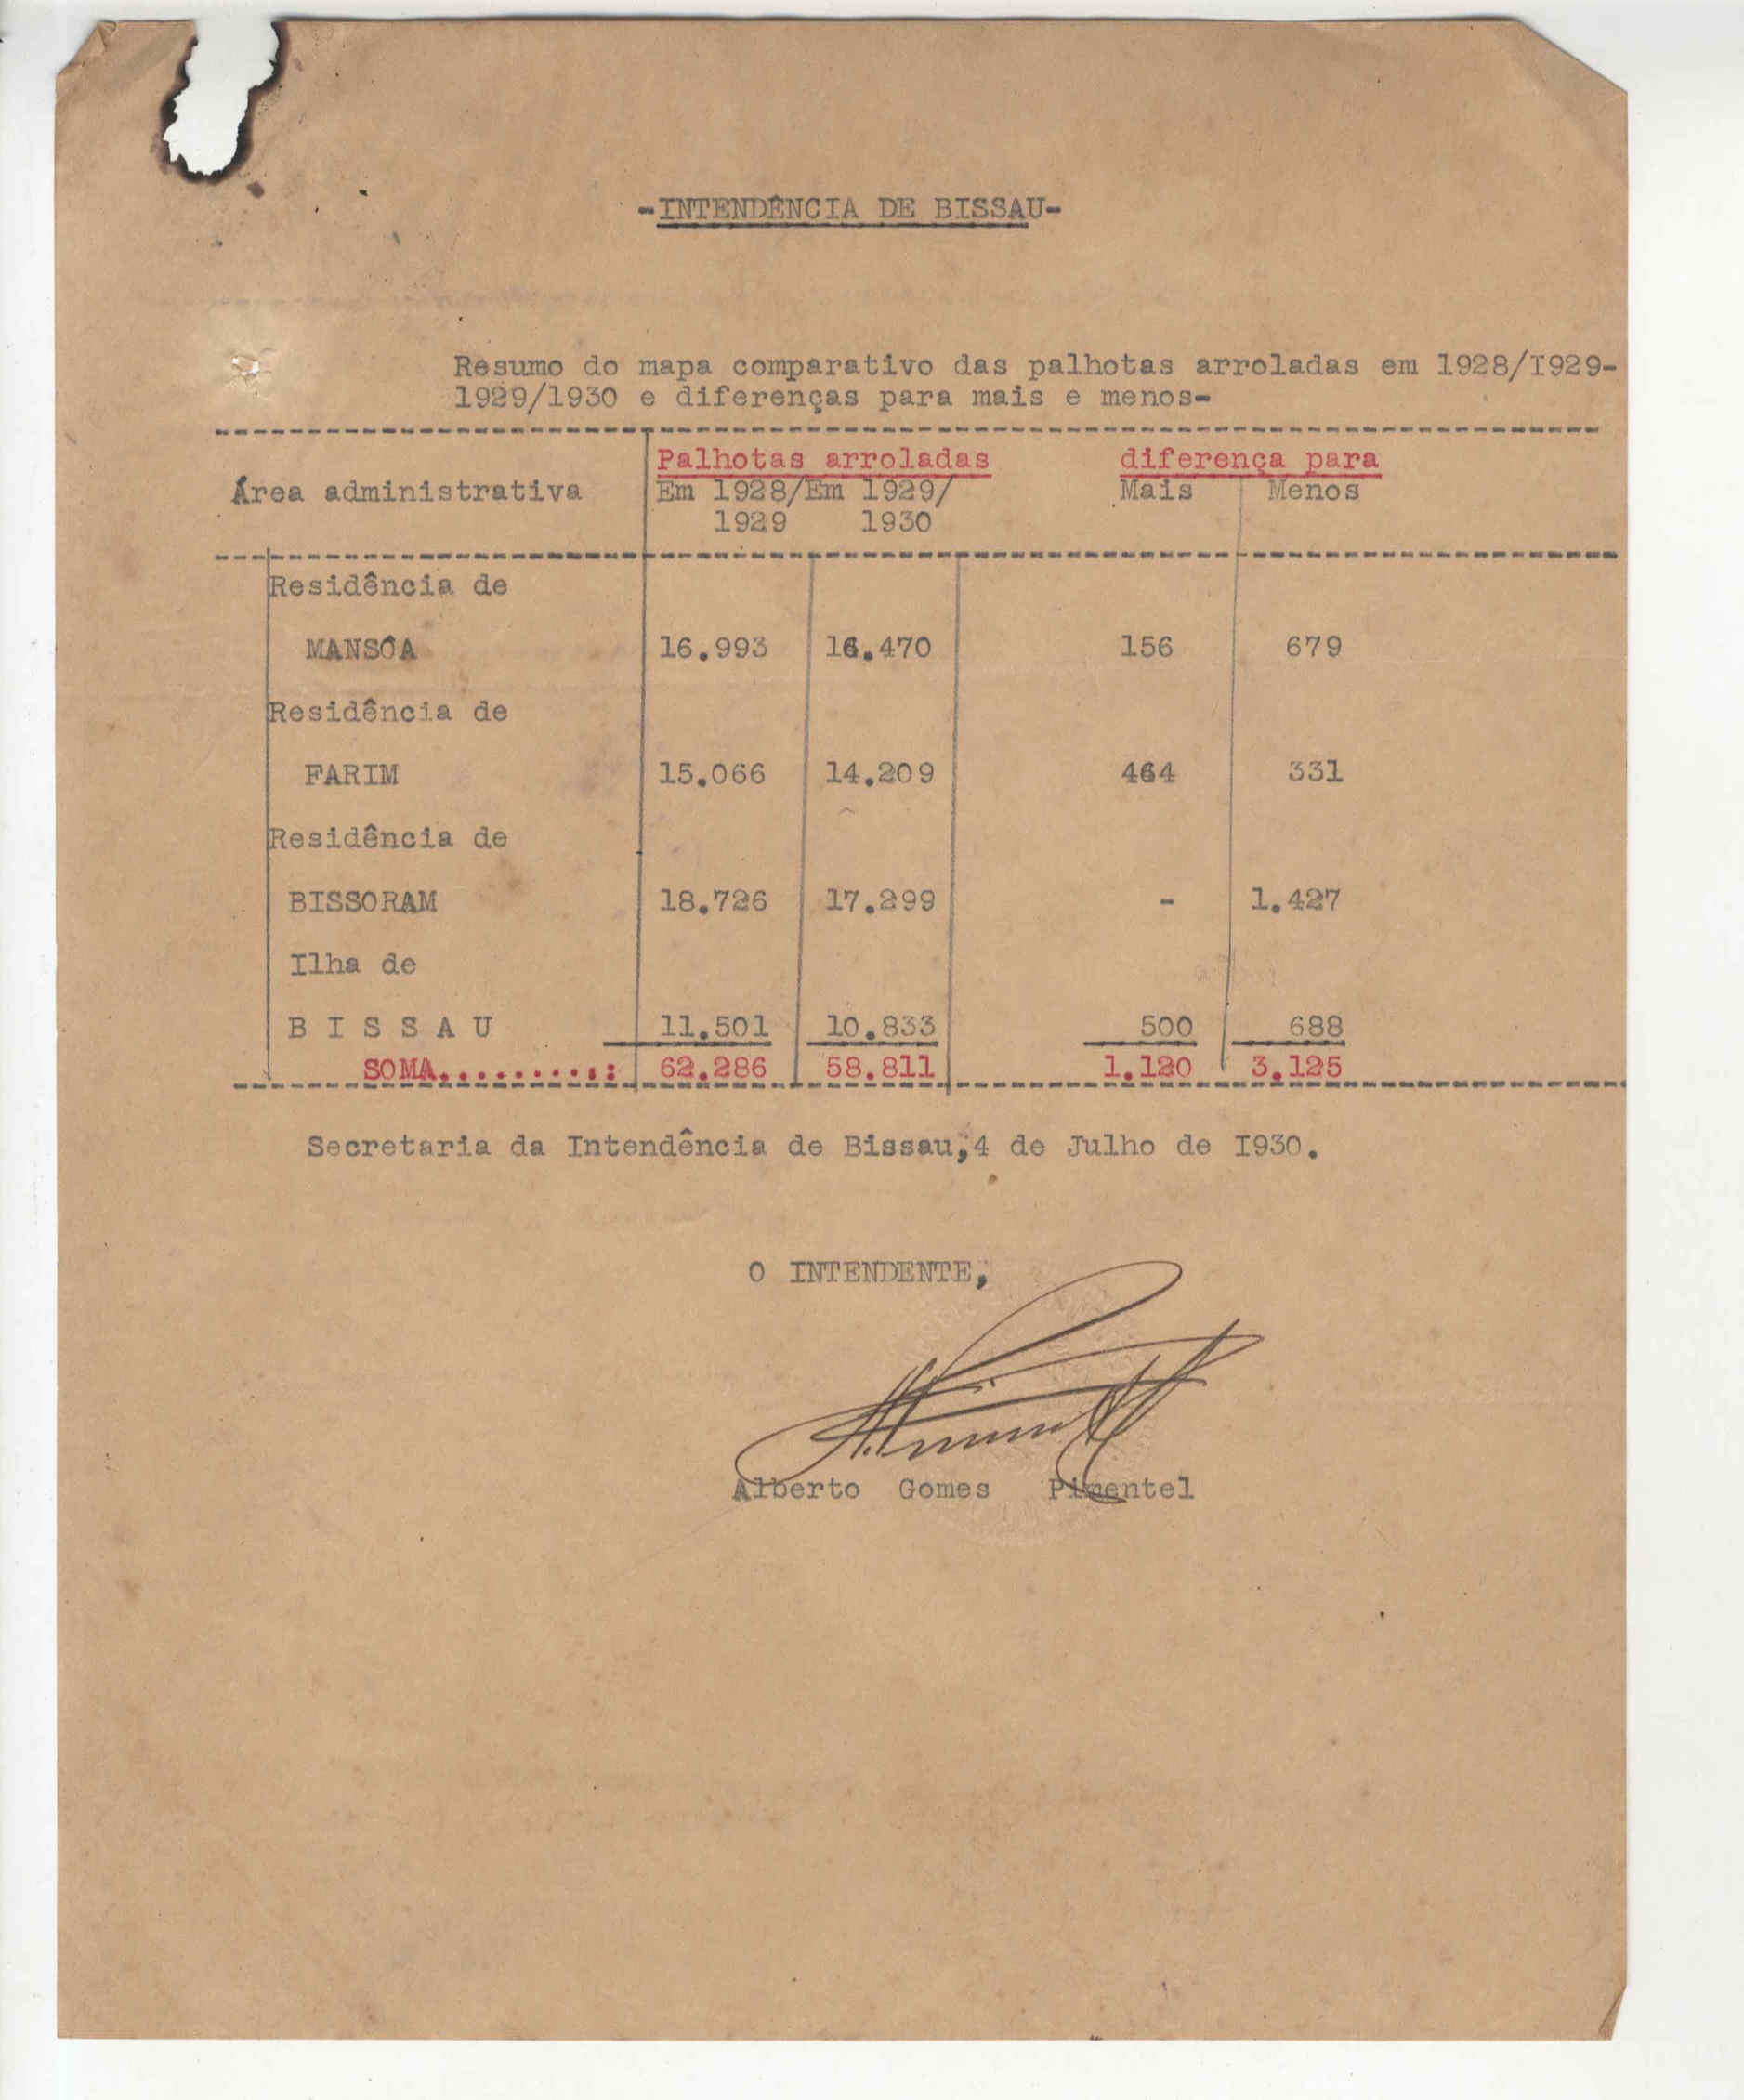 -INTENDÊNCIA DE BISSAU-
Resumo do mapa comparativo das palhotas arroladas em 1928/I929-
1929/1930 e diferenças para mais e menos-
Palhotas arroladas diferença para
Área administrativa Em 1928/Em 1929/ Mais Menos
1929 1930
Residência de
MANSÔA 16.993 16.470 156 679
Residência de
FARIM 15.066 14.209 464 331
Residência de
BISSORAM 18.726 17.299 - 1.427
Ilha de
B I S S A U 11.501 10.833 500 688
SOMA.........: 62.286 58.811 1.120 3.125
Secretaria da Intendência de Bissau,4 de Julho de I930.
O INTENDENTE,
Alberto Gomes Pimentel